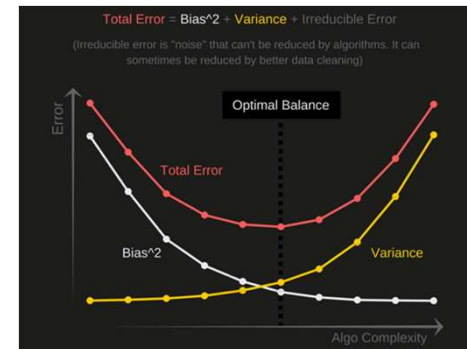 Total Error = Bias^2 + Variance + Irreducible Error
(Irreducible error is "noise" that can't be reduced by algorithms. It can
sometimes be reduced by better data cleaning)
Optimal Balance
Error
Total Error
Bias^2
Variance
Algo Complexity